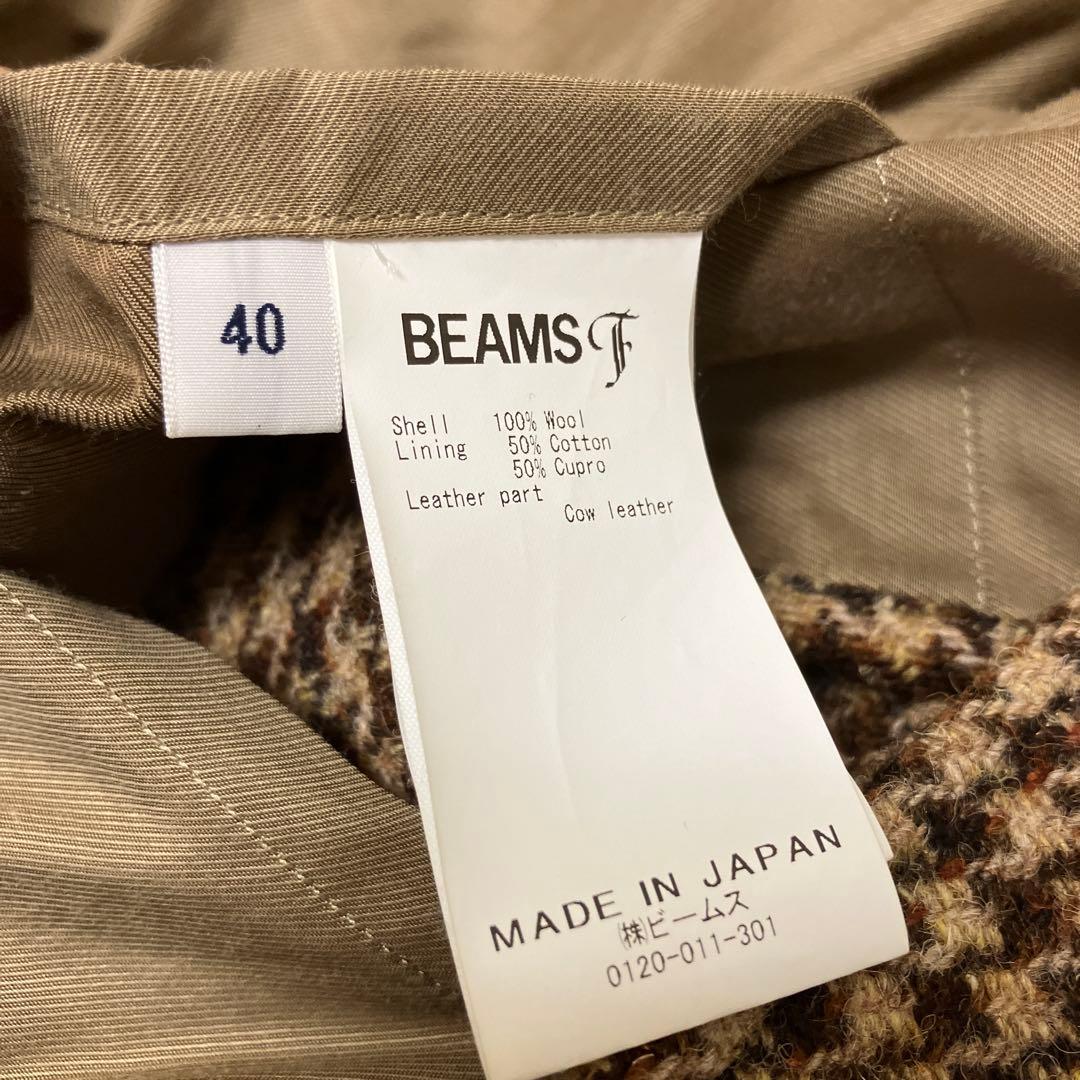 40
BEAMS F
Shell 100% Wool
Lining 50% Cotton
50% Cupro
Leather part
Cow leather
MADE IN JAPAN
㈱ビームス
0120-011-301